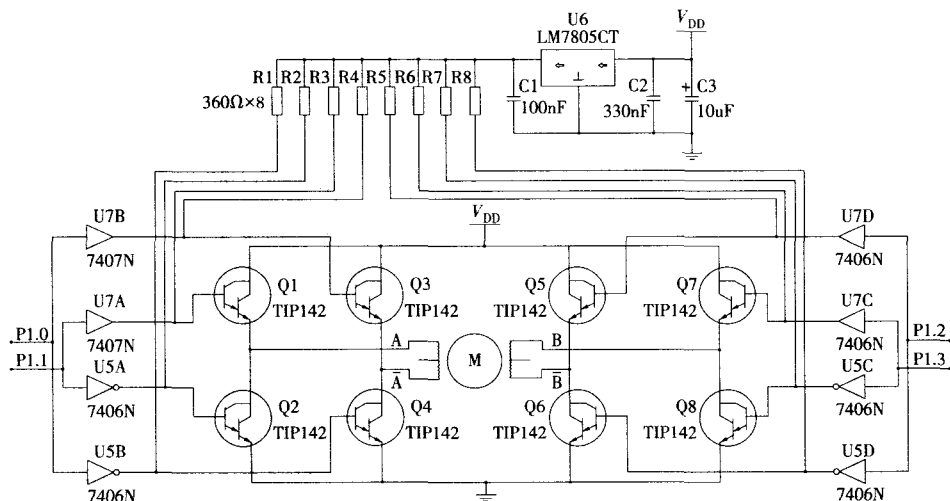 U6
LM7805CT
V_DD
R1 R2 R3 R4 R5 R6 R7 R8
360Ω×8
C1
100nF
C2
330nF
+ C3
10uF
U7B
7407N
V_DD
U7D
7406N
Q1
TIP142
Q3
TIP142
Q5
TIP142
Q7
TIP142
U7A
7407N
U7C
7406N
P1.0
P1.1
P1.2
P1.3
A
A̅
M
B
B̅
U5A
7406N
U5C
7406N
Q2
TIP142
Q4
TIP142
Q6
TIP142
Q8
TIP142
U5B
7406N
U5D
7406N